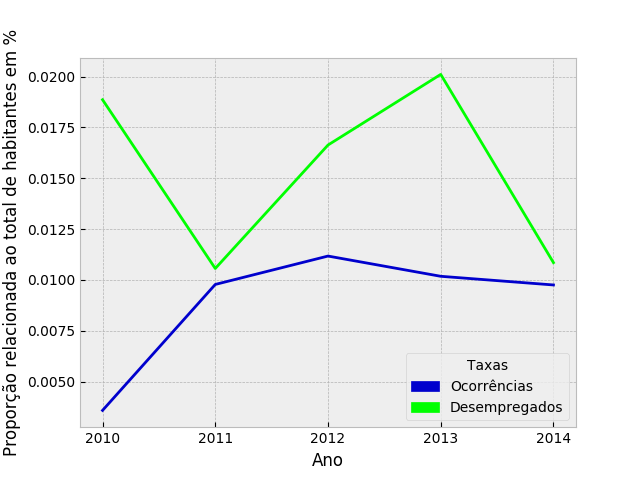 Proporção relacionada ao total de habitantes em %
0.0200
0.0175
0.0150
0.0125
0.0100
0.0075
0.0050
Taxas
Ocorrências
Desempregados
2010 2011 2012 2013 2014
Ano